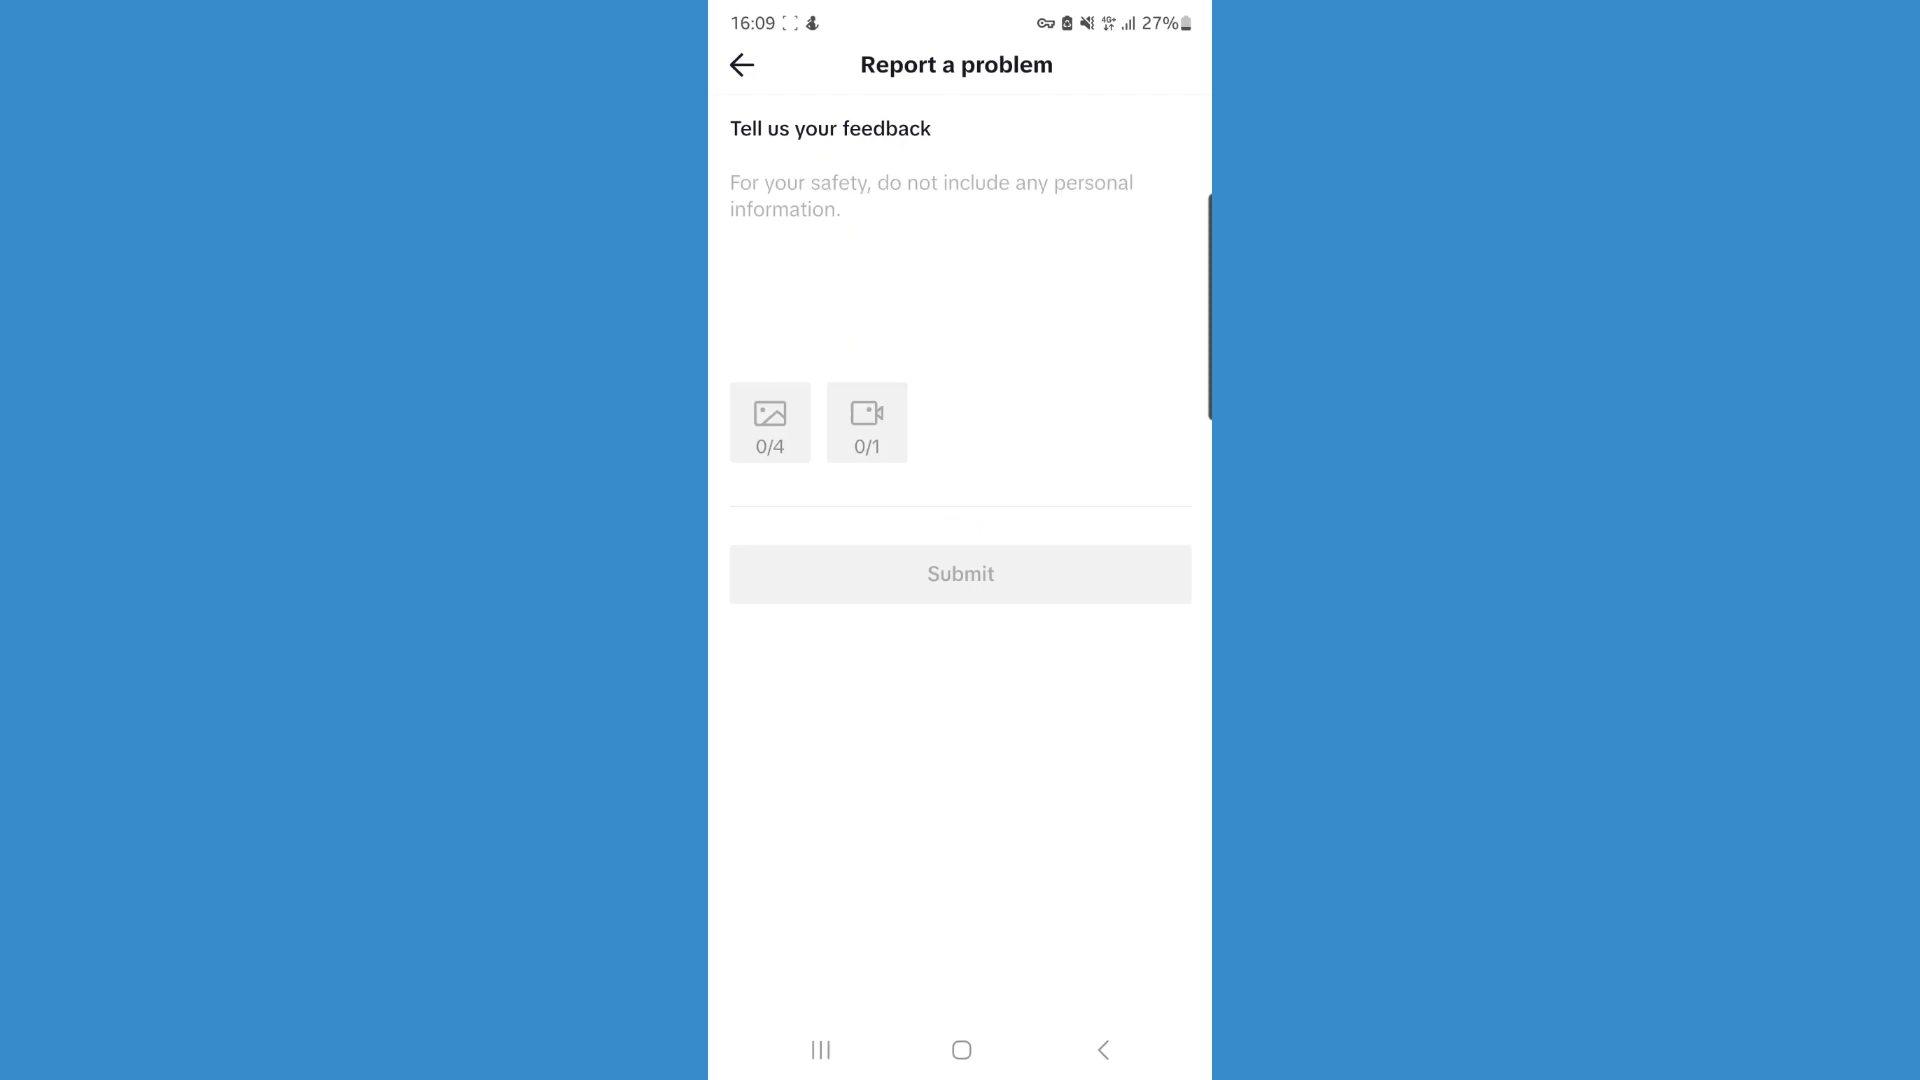 16:09 4G+ 27%
Report a problem
Tell us your feedback
For your safety, do not include any personal
information.
0/4 0/1
Submit